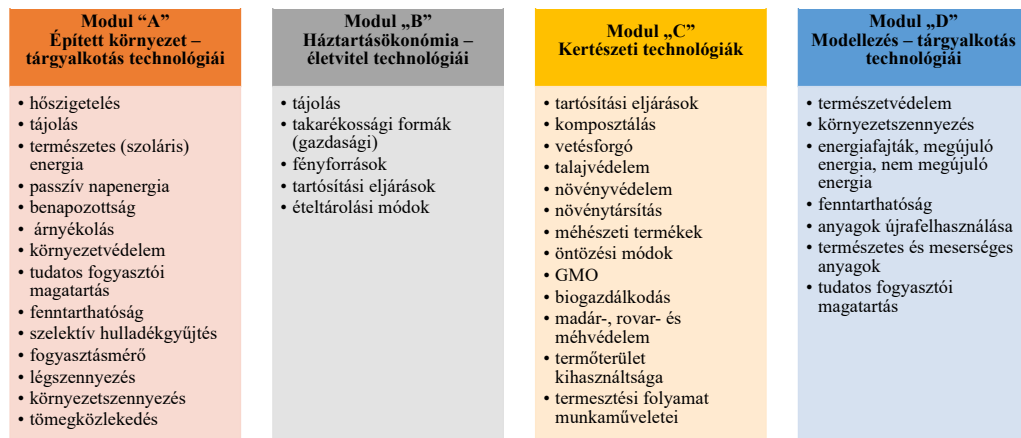 Modul “A”
Épített környezet –
tárgyalkotás technológiái
• hőszigetelés
• tájolás
• természetes (szoláris)
energia
• passzív napenergia
• benapozottság
• árnyékolás
• környezetvédelem
• tudatos fogyasztói
magatartás
• fenntarthatóság
• szelektív hulladékgyűjtés
• fogyasztásmérő
• légszennyezés
• környezetszennyezés
• tömegközlekedés
Modul „B”
Háztartásökonómia –
életvitel technológiái
• tájolás
• takarékossági formák
(gazdasági)
• fényforrások
• tartósítási eljárások
• ételtárolási módok
Modul „C”
Kertészeti technológiák
• tartósítási eljárások
• komposztálás
• vetésforgó
• talajvédelem
• növényvédelem
• növénytársítás
• méhészeti termékek
• öntözési módok
• GMO
• biogazdálkodás
• madár-, rovar- és
méhvédelem
• termőterület
kihasználtsága
• termesztési folyamat
munkaműveletei
Modul „D”
Modellezés – tárgyalkotás
technológiái
• természetvédelem
• környezetszennyezés
• energiafajták, megújuló
energia, nem megújuló
energia
• fenntarthatóság
• anyagok újrafelhasználása
• természetes és meserséges
anyagok
• tudatos fogyasztói
magatartás